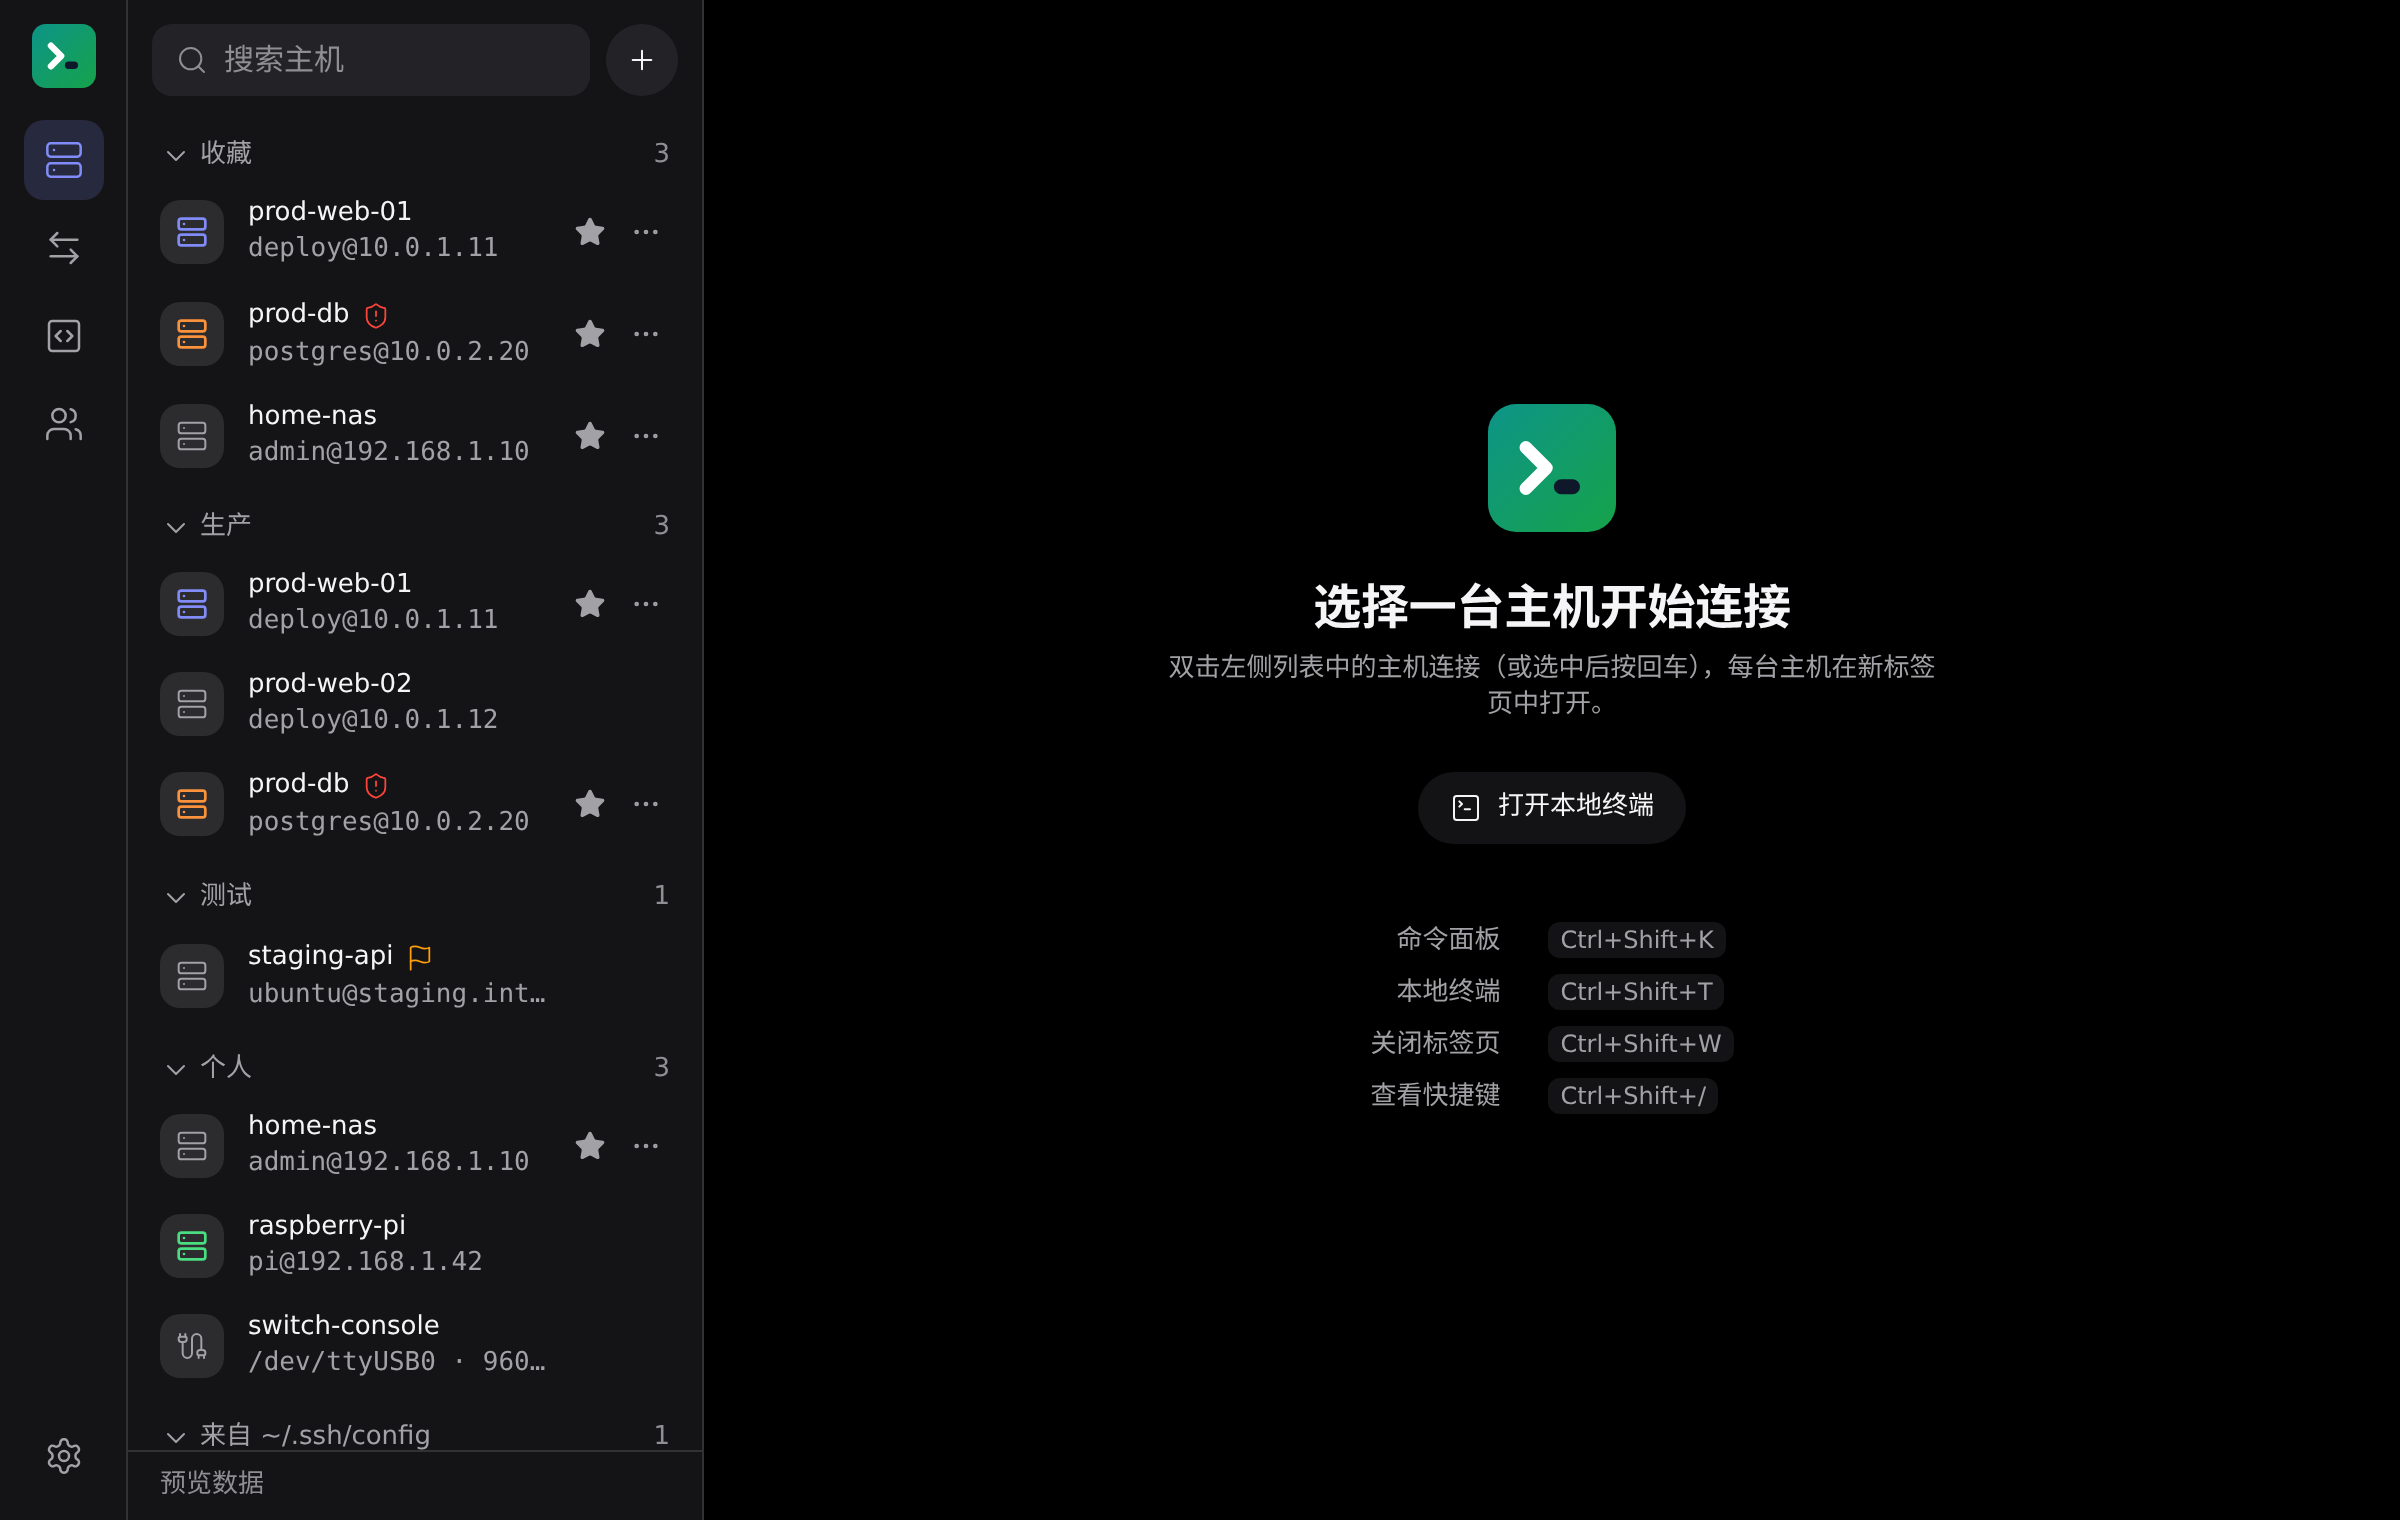 搜索主机
收藏 3
prod-web-01
deploy@10.0.1.11
prod-db
postgres@10.0.2.20
home-nas
admin@192.168.1.10
生产 3
prod-web-01
deploy@10.0.1.11
prod-web-02
deploy@10.0.1.12
prod-db
postgres@10.0.2.20
测试 1
staging-api
ubuntu@staging.int…
个人 3
home-nas
admin@192.168.1.10
raspberry-pi
pi@192.168.1.42
switch-console
/dev/ttyUSB0 · 960…
来自 ~/.ssh/config 1
预览数据
选择一台主机开始连接
双击左侧列表中的主机连接（或选中后按回车），每台主机在新标签
页中打开。
打开本地终端
命令面板 Ctrl+Shift+K
本地终端 Ctrl+Shift+T
关闭标签页 Ctrl+Shift+W
查看快捷键 Ctrl+Shift+/